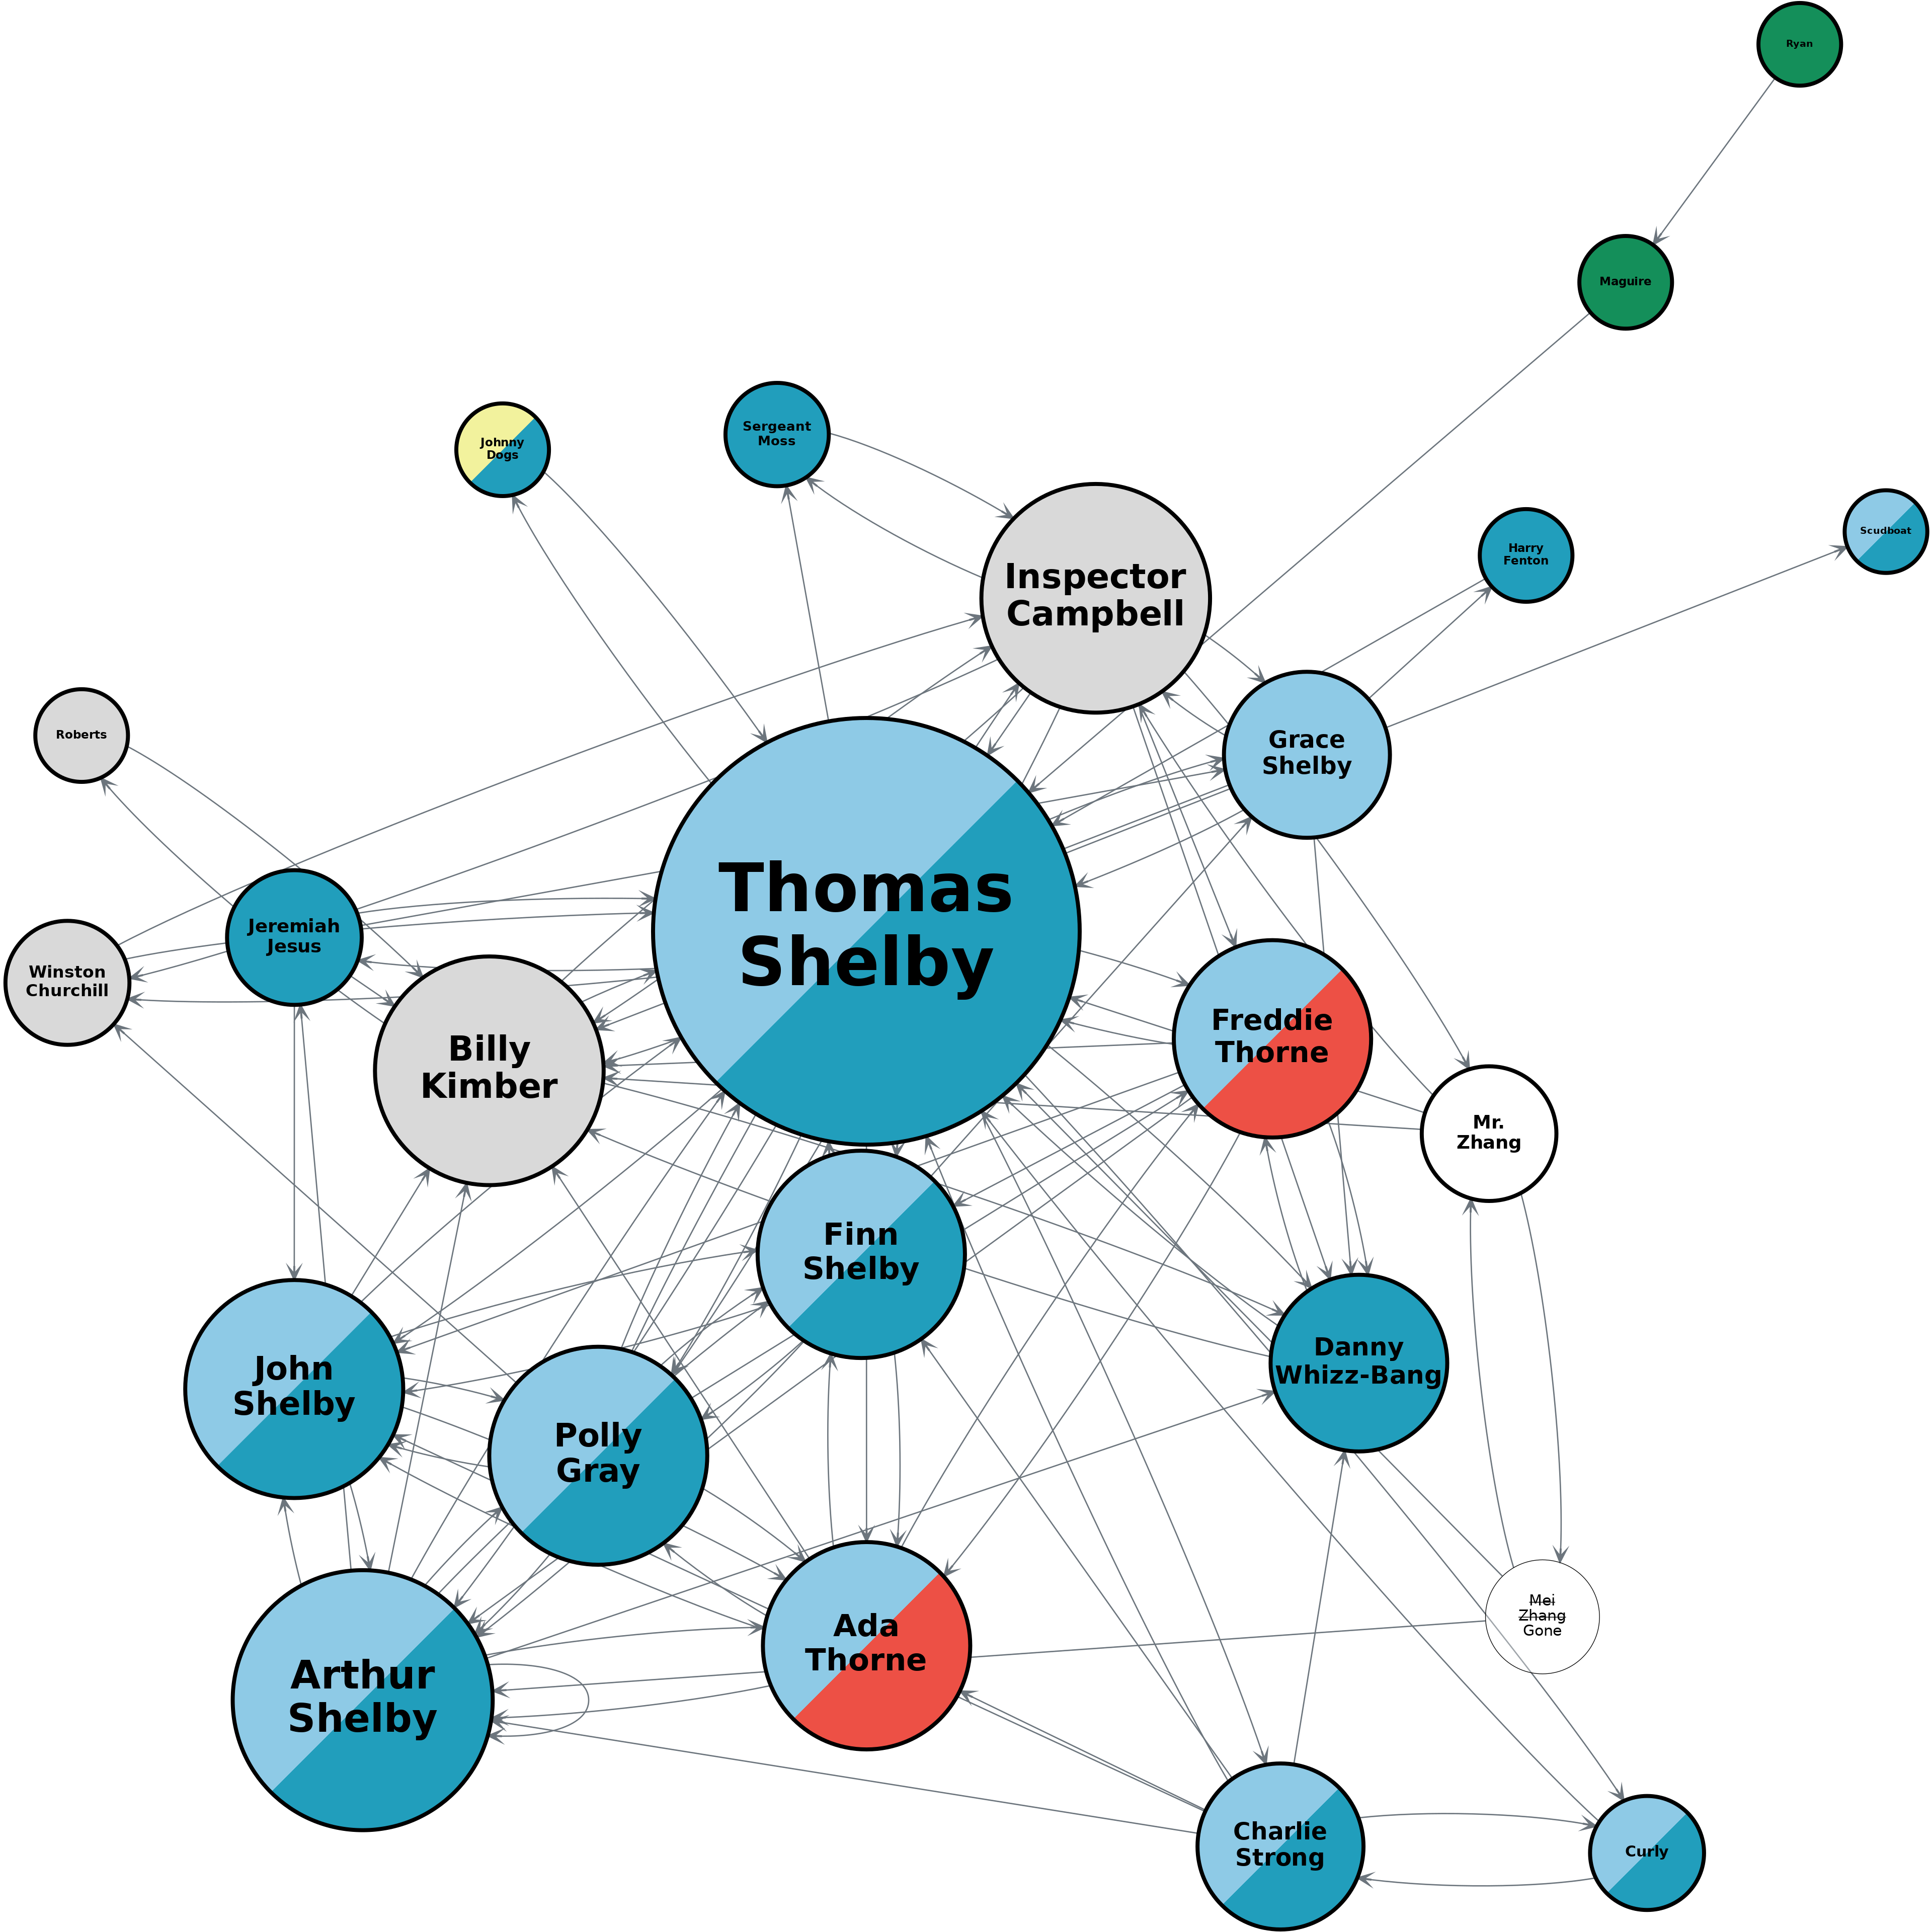 Ryan
Maguire
Johnny
Dogs
Sergeant
Moss
Inspector
Campbell
Harry
Fenton
Scudboat
Roberts
Grace
Shelby
Thomas
Shelby
Jeremiah
Jesus
Winston
Churchill
Billy
Kimber
Freddie
Thorne
Mr.
Zhang
Finn
Shelby
Danny
Whizz-Bang
John
Shelby
Polly
Gray
Mei
Zhang
Gone
Ada
Thorne
Arthur
Shelby
Charlie
Strong
Curly